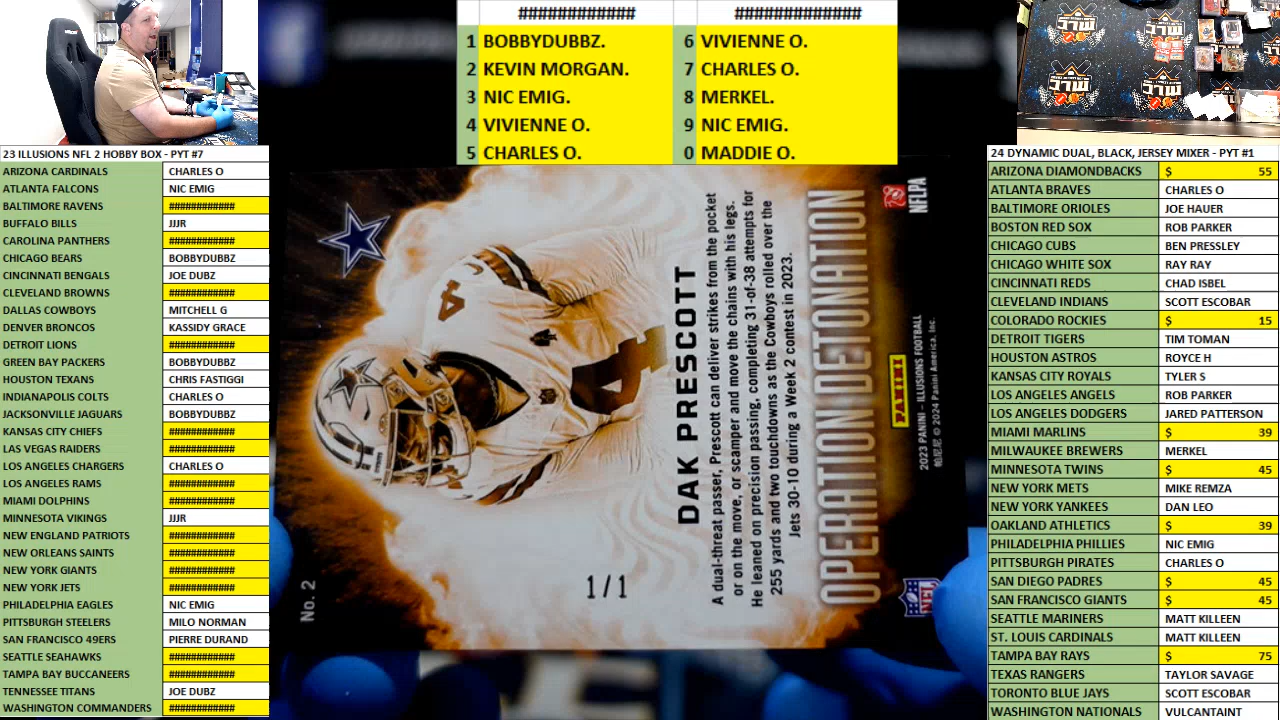 ############ ############
1 BOBBYDUBBZ. 6 VIVIENNE O.
2 KEVIN MORGAN. 7 CHARLES O.
3 NIC EMIG. 8 MERKEL.
4 VIVIENNE O. 9 NIC EMIG.
5 CHARLES O. 0 MADDIE O.
23 ILLUSIONS NFL 2 HOBBY BOX - PYT #7
ARIZONA CARDINALS CHARLES O
ATLANTA FALCONS NIC EMIG
BALTIMORE RAVENS ############
BUFFALO BILLS JJJR
CAROLINA PANTHERS ############
CHICAGO BEARS BOBBYDUBBZ
CINCINNATI BENGALS JOE DUBZ
CLEVELAND BROWNS ############
DALLAS COWBOYS MITCHELL G
DENVER BRONCOS KASSIDY GRACE
DETROIT LIONS ############
GREEN BAY PACKERS BOBBYDUBBZ
HOUSTON TEXANS CHRIS FASTIGGI
INDIANAPOLIS COLTS CHARLES O
JACKSONVILLE JAGUARS BOBBYDUBBZ
KANSAS CITY CHIEFS ############
LAS VEGAS RAIDERS ############
LOS ANGELES CHARGERS CHARLES O
LOS ANGELES RAMS ############
MIAMI DOLPHINS ############
MINNESOTA VIKINGS JJJR
NEW ENGLAND PATRIOTS ############
NEW ORLEANS SAINTS ############
NEW YORK GIANTS ############
NEW YORK JETS ############
PHILADELPHIA EAGLES NIC EMIG
PITTSBURGH STEELERS MILO NORMAN
SAN FRANCISCO 49ERS PIERRE DURAND
SEATTLE SEAHAWKS ############
TAMPA BAY BUCCANEERS ############
TENNESSEE TITANS JOE DUBZ
WASHINGTON COMMANDERS ############
No. 2
1/1
DAK PRESCOTT
A dual-threat passer, Prescott can deliver strikes from the pocket
or on the move, or scamper and move the chains with his legs.
He leaned on precision passing, completing 31-of-38 attempts for
255 yards and two touchdowns as the Cowboys rolled over the
Jets 30-10 during a Week 2 contest in 2023.
OPERATION DETONATION
PANINI
2023 PANINI – ILLUSIONS FOOTBALL
帕尼尼 © 2024 Panini America, Inc.
NFL
NFLPA
24 DYNAMIC DUAL, BLACK, JERSEY MIXER - PYT #1
ARIZONA DIAMONDBACKS $ 55
ATLANTA BRAVES CHARLES O
BALTIMORE ORIOLES JOE HAUER
BOSTON RED SOX ROB PARKER
CHICAGO CUBS BEN PRESSLEY
CHICAGO WHITE SOX RAY RAY
CINCINNATI REDS CHAD ISBEL
CLEVELAND INDIANS SCOTT ESCOBAR
COLORADO ROCKIES $ 15
DETROIT TIGERS TIM TOMAN
HOUSTON ASTROS ROYCE H
KANSAS CITY ROYALS TYLER S
LOS ANGELS ANGELS ROB PARKER
LOS ANGELES DODGERS JARED PATTERSON
MIAMI MARLINS $ 39
MILWAUKEE BREWERS MERKEL
MINNESOTA TWINS $ 45
NEW YORK METS MIKE REMZA
NEW YORK YANKEES DAN LEO
OAKLAND ATHLETICS $ 39
PHILADELPHIA PHILLIES NIC EMIG
PITTSBURGH PIRATES CHARLES O
SAN DIEGO PADRES $ 45
SAN FRANCISCO GIANTS $ 45
SEATTLE MARINERS MATT KILLEEN
ST. LOUIS CARDINALS MATT KILLEEN
TAMPA BAY RAYS $ 75
TEXAS RANGERS TAYLOR SAVAGE
TORONTO BLUE JAYS SCOTT ESCOBAR
WASHINGTON NATIONALS VULCANTAINT